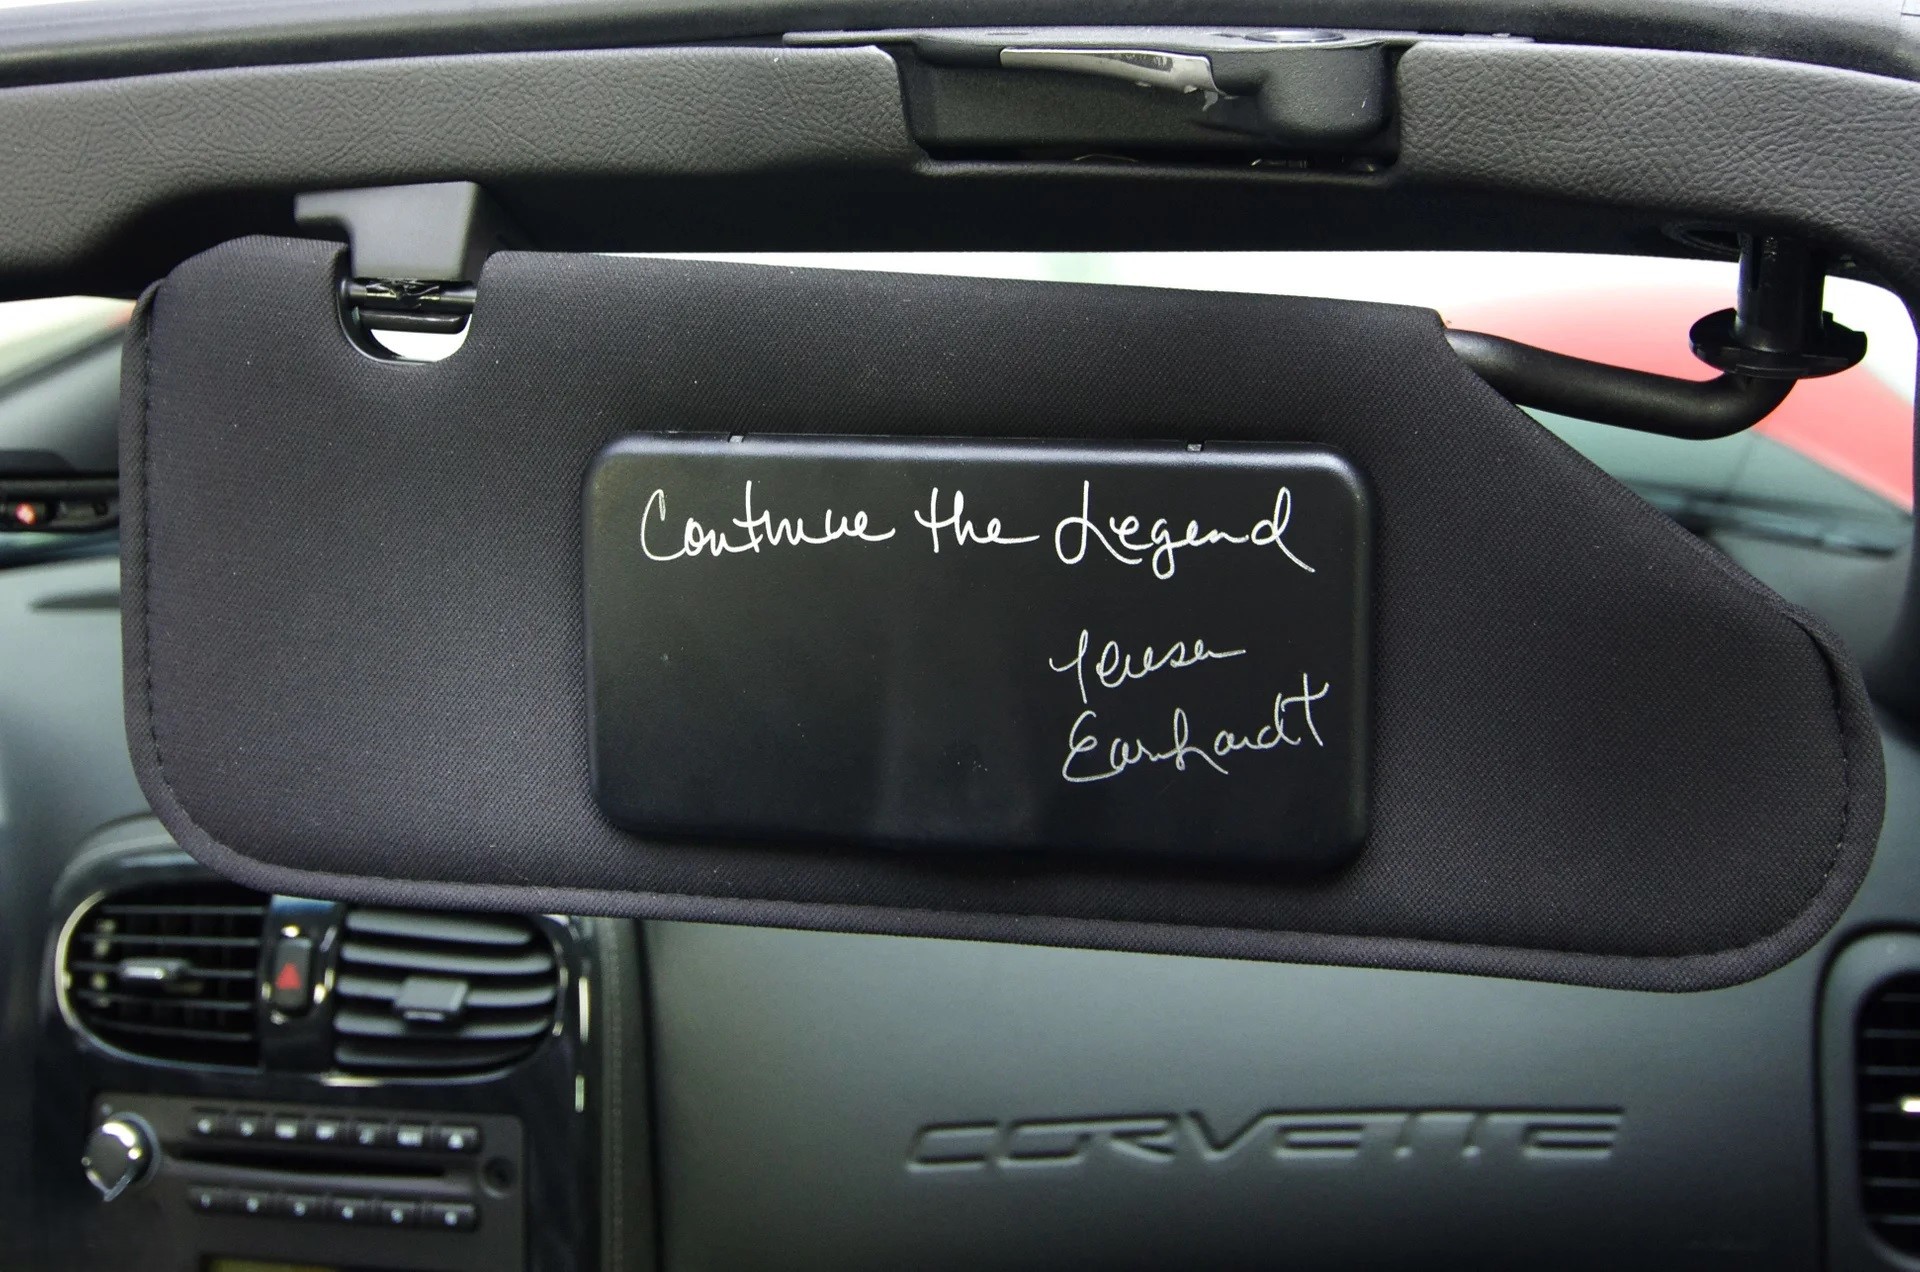 Continue the Legend
Teresa
Earnhardt
CORVETTE